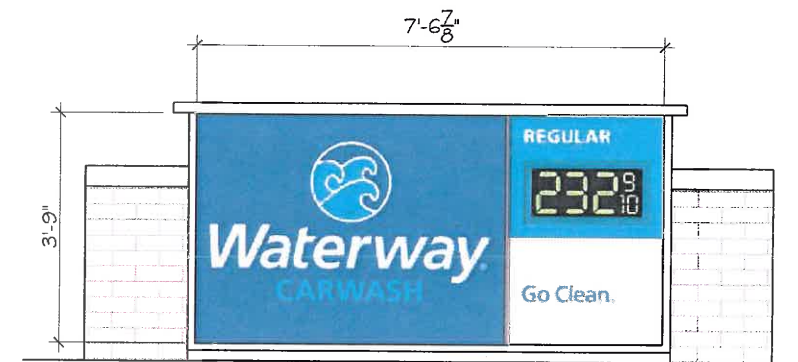 7'-6 7/8"
3'-9"
REGULAR
232 9/10
Waterway
CARWASH
Go Clean.